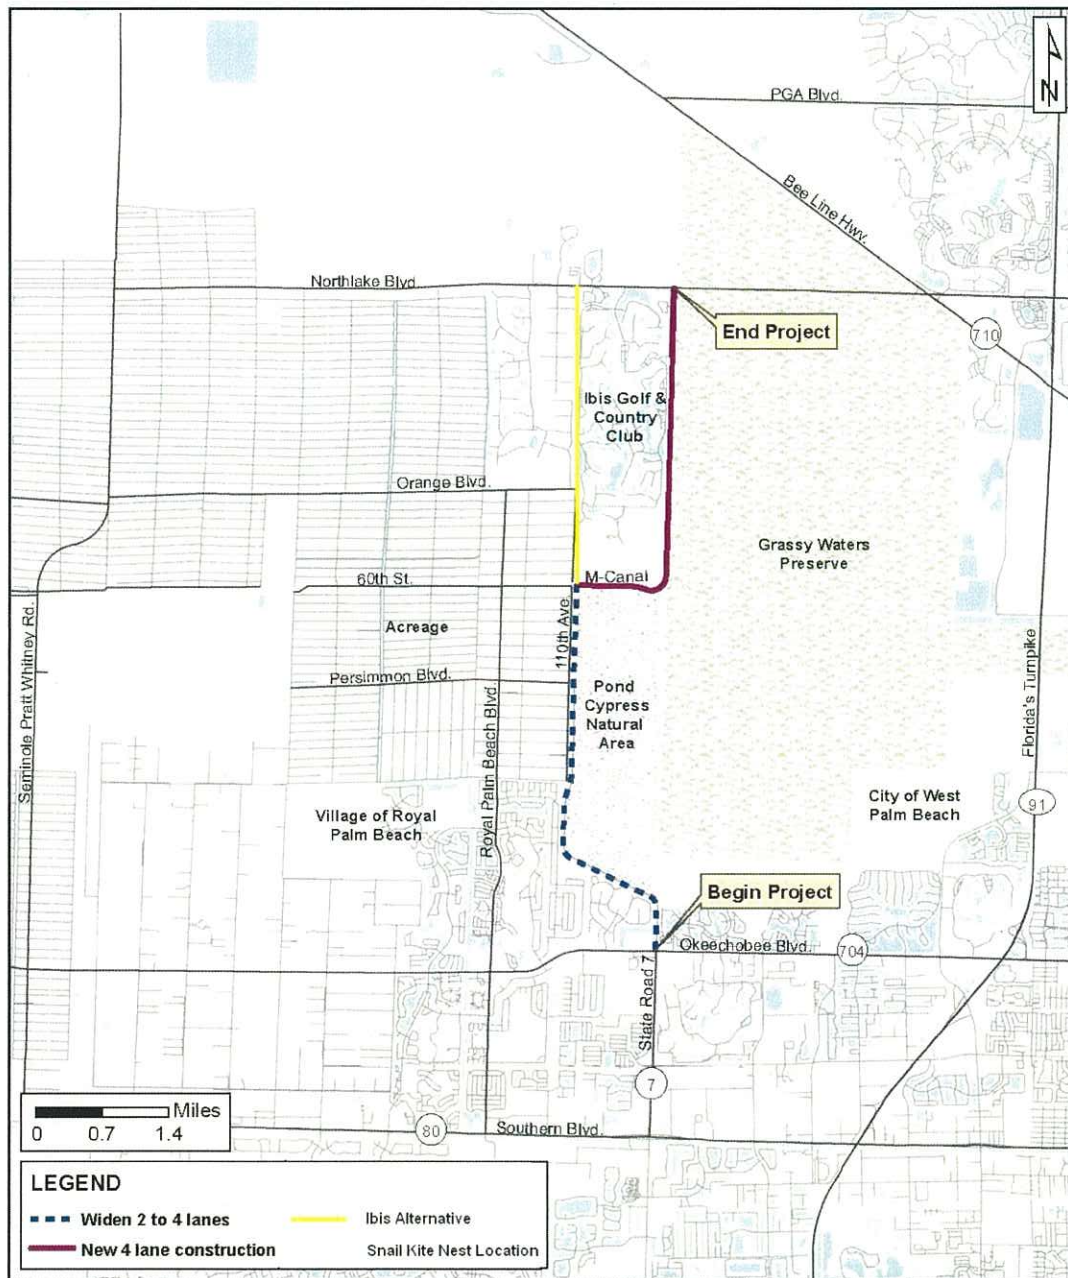 N
PGA Blvd.
Bee Line Hwy.
Northlake Blvd.
End Project
710
Ibis Golf &
Country
Club
Orange Blvd.
Grassy Waters
Preserve
60th St.
M-Canal
Seminole Pratt Whitney Rd.
Acreage
110th Ave.
Persimmon Blvd.
Royal Palm Beach Blvd.
Pond
Cypress
Natural
Area
Florida's Turnpike
Village of Royal
Palm Beach
City of West
Palm Beach
91
Begin Project
Okeechobee Blvd.
704
State Road 7
7
Miles
0 0.7 1.4
80
Southern Blvd.
LEGEND
Widen 2 to 4 lanes
Ibis Alternative
New 4 lane construction
Snail Kite Nest Location